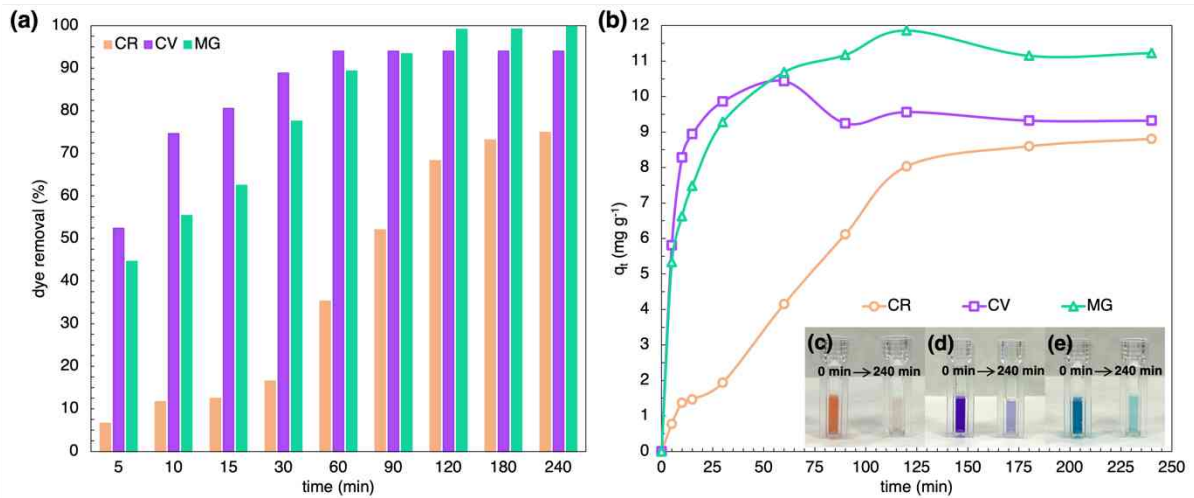 (a)
100
90
80
70
60
50
40
30
20
10
0
dye removal (%)
CR CV MG
5 10 15 30 60 90 120 180 240
time (min)
(b)
12
11
10
9
8
7
6
5
4
3
2
1
0
qt (mg g⁻¹)
CR CV MG
(c) (d) (e)
0 min → 240 min 0 min → 240 min 0 min → 240 min
0 25 50 75 100 125 150 175 200 225 250
time (min)